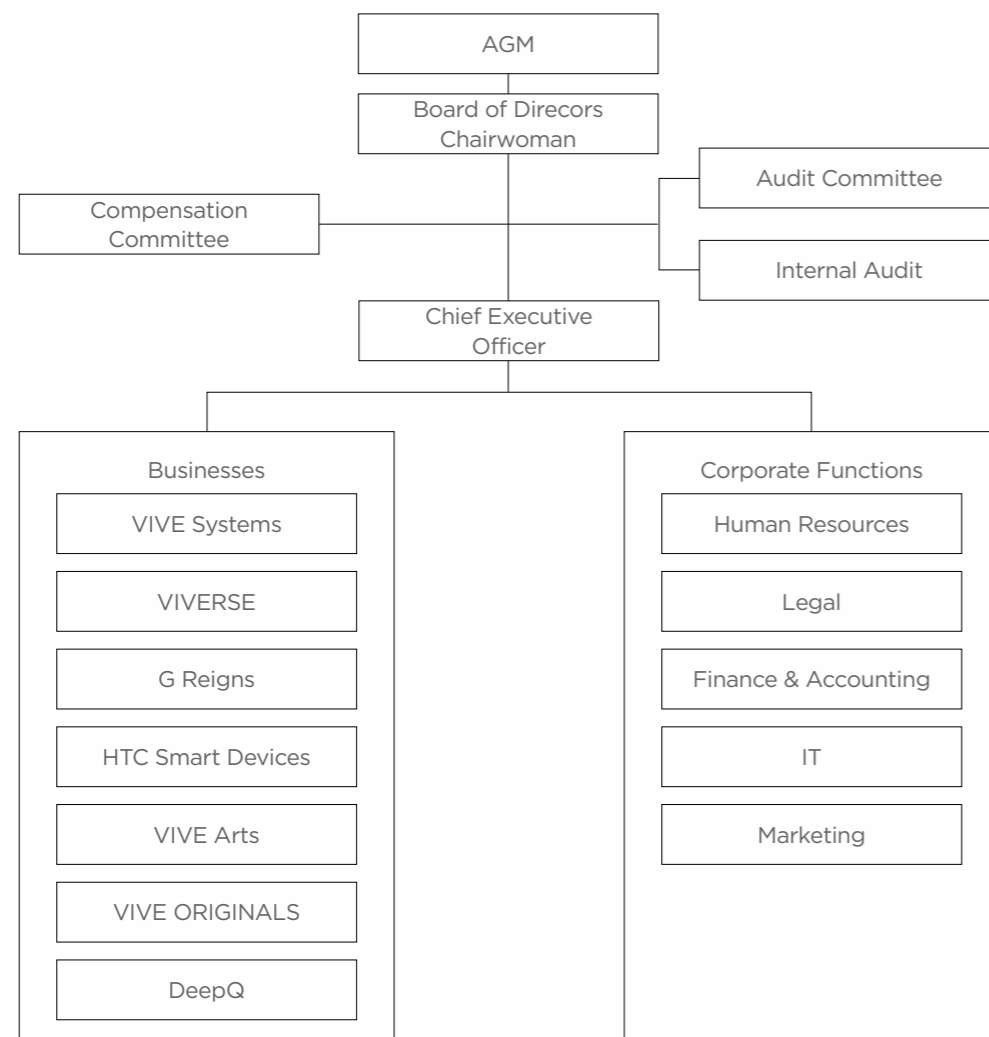 AGM
Board of Direcors
Chairwoman
Audit Committee
Compensation
Committee
Internal Audit
Chief Executive
Officer
Businesses
VIVE Systems
VIVERSE
G Reigns
HTC Smart Devices
VIVE Arts
VIVE ORIGINALS
DeepQ
Corporate Functions
Human Resources
Legal
Finance & Accounting
IT
Marketing